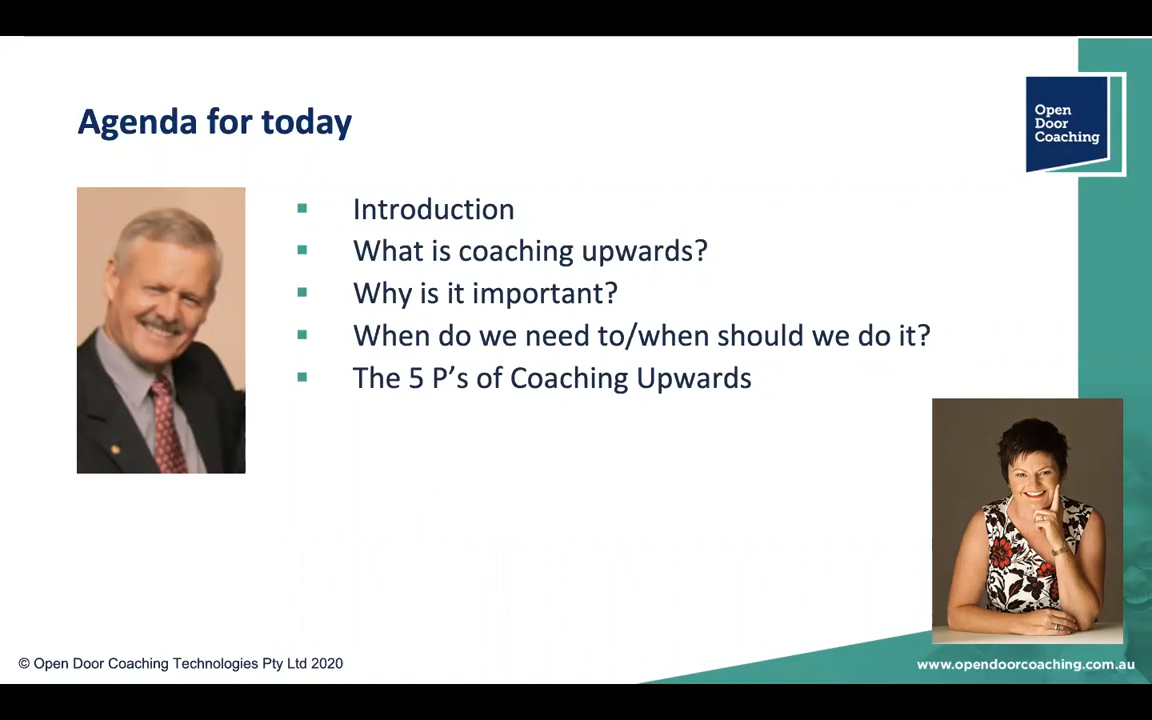 Agenda for today
Open
Door
Coaching
Introduction
What is coaching upwards?
Why is it important?
When do we need to/when should we do it?
The 5 P’s of Coaching Upwards
© Open Door Coaching Technologies Pty Ltd 2020
www.opendoorcoaching.com.au